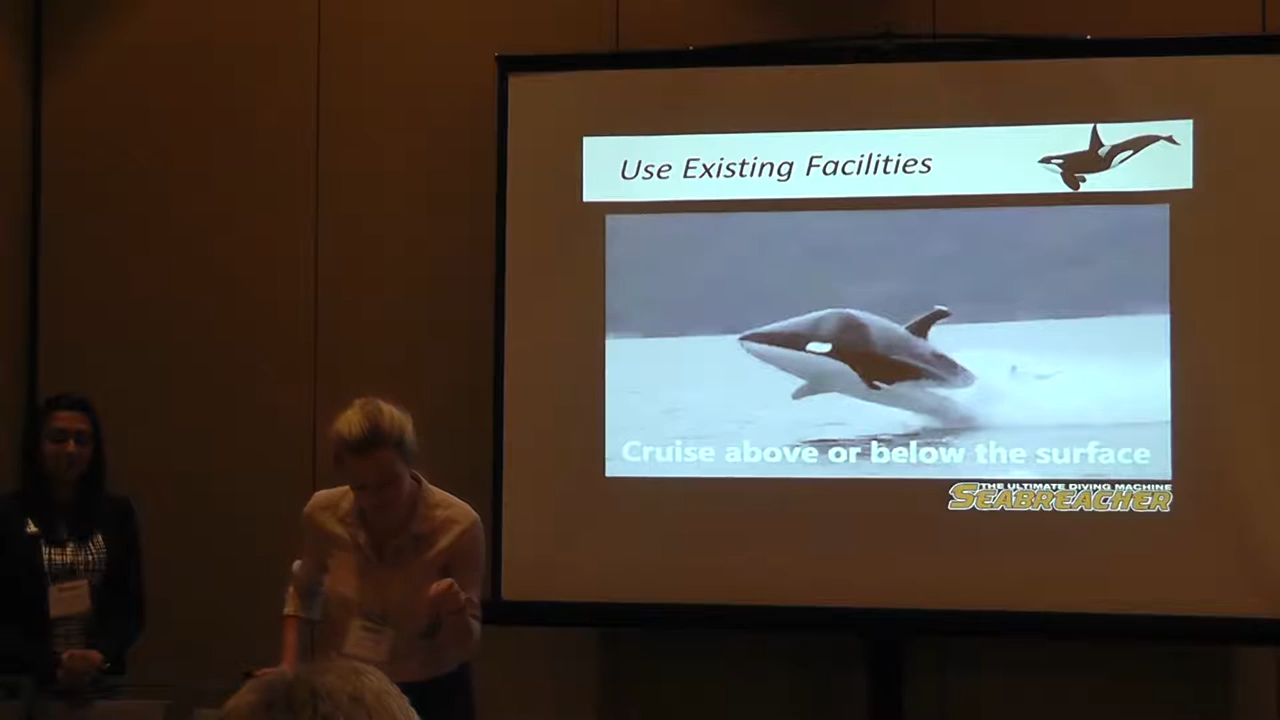 Use Existing Facilities
Cruise above or below the surface
THE ULTIMATE DIVING MACHINE
SEABREACHER